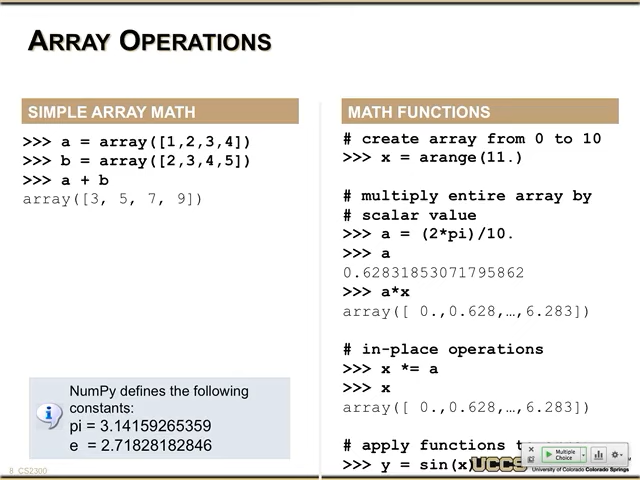 ARRAY OPERATIONS
SIMPLE ARRAY MATH
>>> a = array([1,2,3,4])
>>> b = array([2,3,4,5])
>>> a + b
array([3, 5, 7, 9])
NumPy defines the following
constants:
pi = 3.14159265359
e = 2.71828182846
MATH FUNCTIONS
# create array from 0 to 10
>>> x = arange(11.)
# multiply entire array by
# scalar value
>>> a = (2*pi)/10.
>>> a
0.62831853071795862
>>> a*x
array([ 0.,0.628,…,6.283])
# in-place operations
>>> x *= a
>>> x
array([ 0.,0.628,…,6.283])
# apply functions
>>> y = sin(x)
Multiple
Choice
UCCS
University of Colorado Colorado Springs
8 CS2300